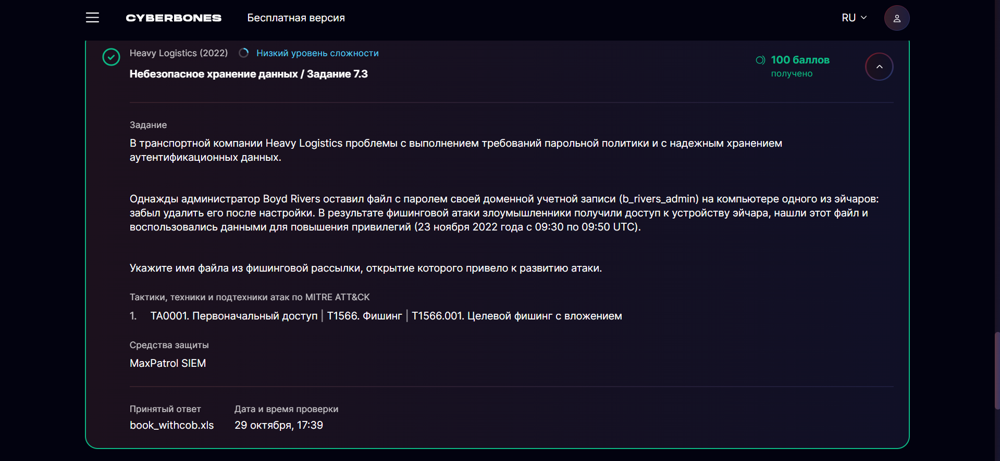 CYBERBONES
Бесплатная версия
RU
Heavy Logistics (2022)
Низкий уровень сложности
100 баллов
получено
Небезопасное хранение данных / Задание 7.3
Задание
В транспортной компании Heavy Logistics проблемы с выполнением требований парольной политики и с надежным хранением
аутентификационных данных.
Однажды администратор Boyd Rivers оставил файл с паролем своей доменной учетной записи (b_rivers_admin) на компьютере одного из эйчаров:
забыл удалить его после настройки. В результате фишинговой атаки злоумышленники получили доступ к устройству эйчара, нашли этот файл и
воспользовались данными для повышения привилегий (23 ноября 2022 года с 09:30 по 09:50 UTC).
Укажите имя файла из фишинговой рассылки, открытие которого привело к развитию атаки.
Тактики, техники и подтехники атак по MITRE ATT&CK
1. TA0001. Первоначальный доступ | T1566. Фишинг | T1566.001. Целевой фишинг с вложением
Средства защиты
MaxPatrol SIEM
Принятый ответ
Дата и время проверки
book_withcob.xls
29 октября, 17:39